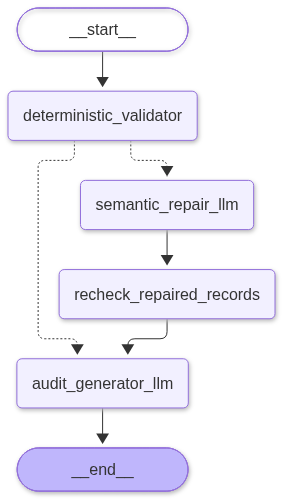 __start__
deterministic_validator
semantic_repair_llm
recheck_repaired_records
audit_generator_llm
__end__